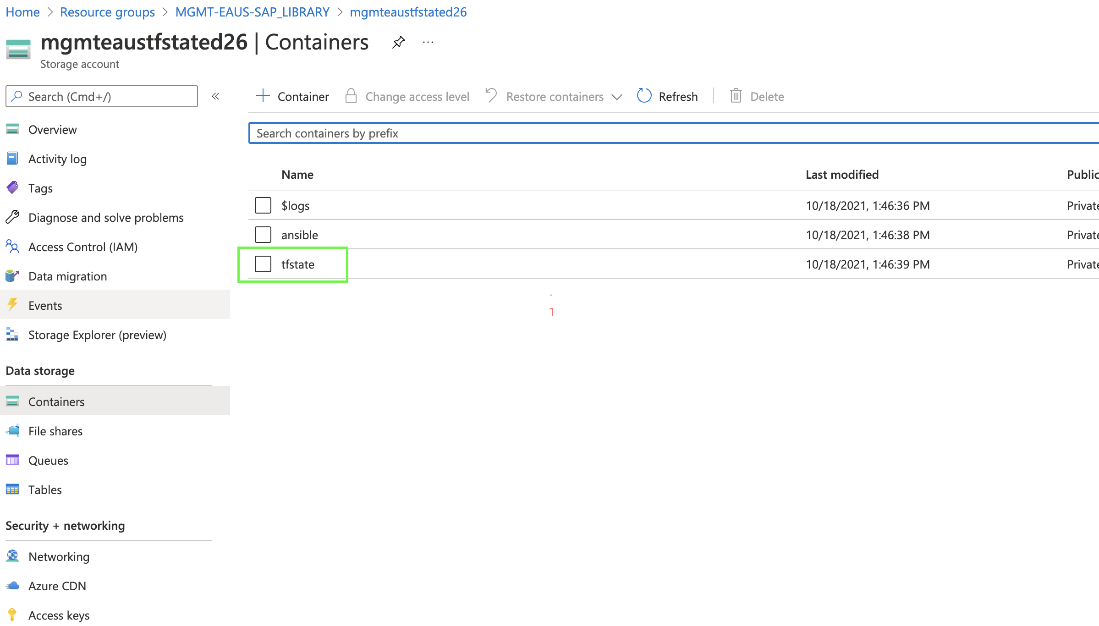 Home > Resource groups > MGMT-EAUS-SAP_LIBRARY > mgmteaustfstated26
mgmteaustfstated26 | Containers ...
Storage account
Search (Cmd+/) «
+ Container Change access level Restore containers Refresh Delete
Search containers by prefix
Overview
Activity log
Tags
Diagnose and solve problems
Access Control (IAM)
Data migration
Events
Storage Explorer (preview)
Data storage
Containers
File shares
Queues
Tables
Security + networking
Networking
Azure CDN
Access keys
Name Last modified Public
$logs 10/18/2021, 1:46:36 PM Private
ansible 10/18/2021, 1:46:38 PM Private
tfstate 10/18/2021, 1:46:39 PM Private
1